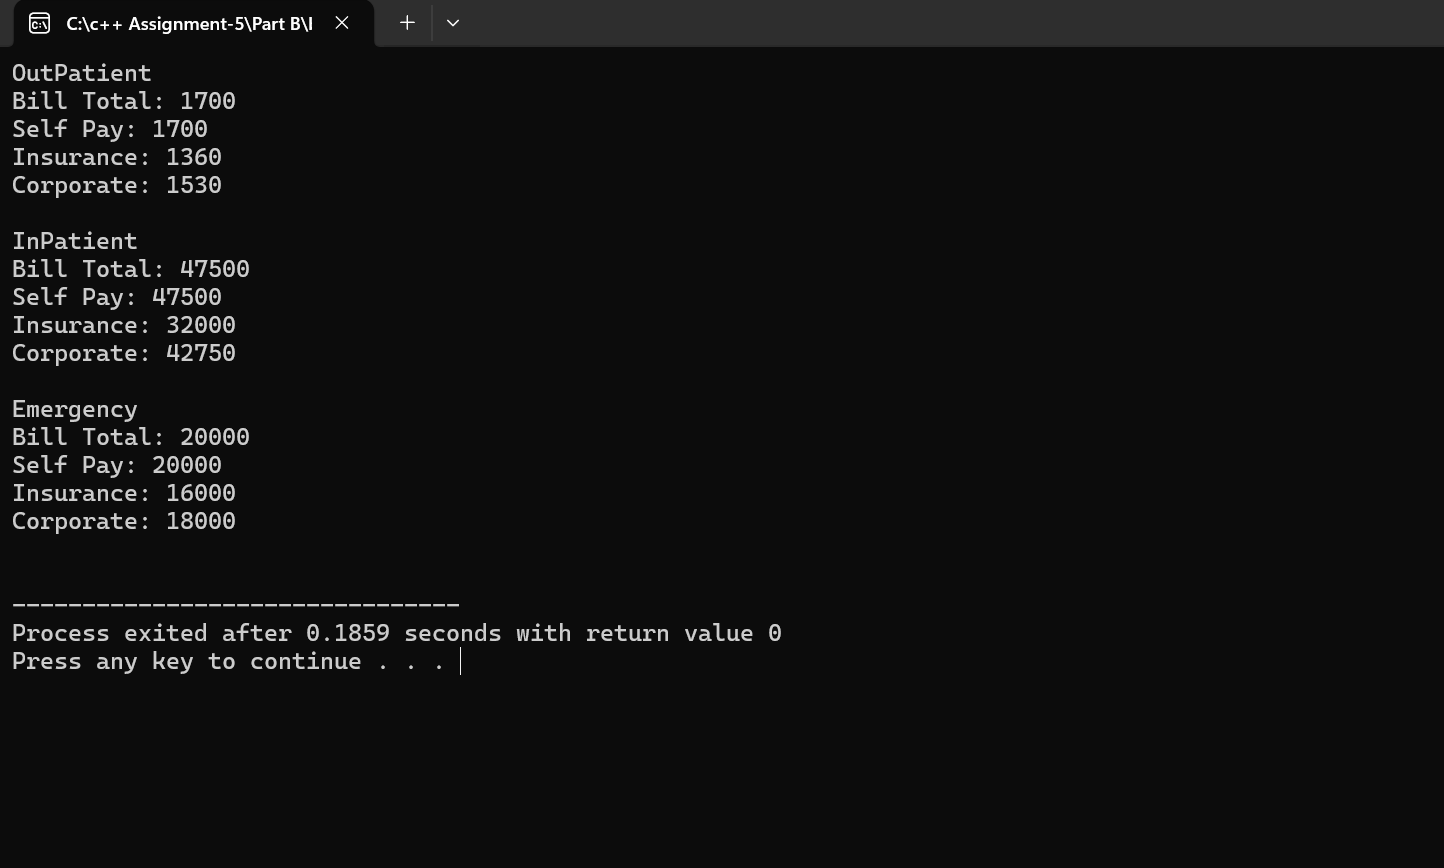 C:\c++ Assignment-5\Part B\I
OutPatient
Bill Total: 1700
Self Pay: 1700
Insurance: 1360
Corporate: 1530
InPatient
Bill Total: 47500
Self Pay: 47500
Insurance: 32000
Corporate: 42750
Emergency
Bill Total: 20000
Self Pay: 20000
Insurance: 16000
Corporate: 18000
--------------------------------
Process exited after 0.1859 seconds with return value 0
Press any key to continue . . .